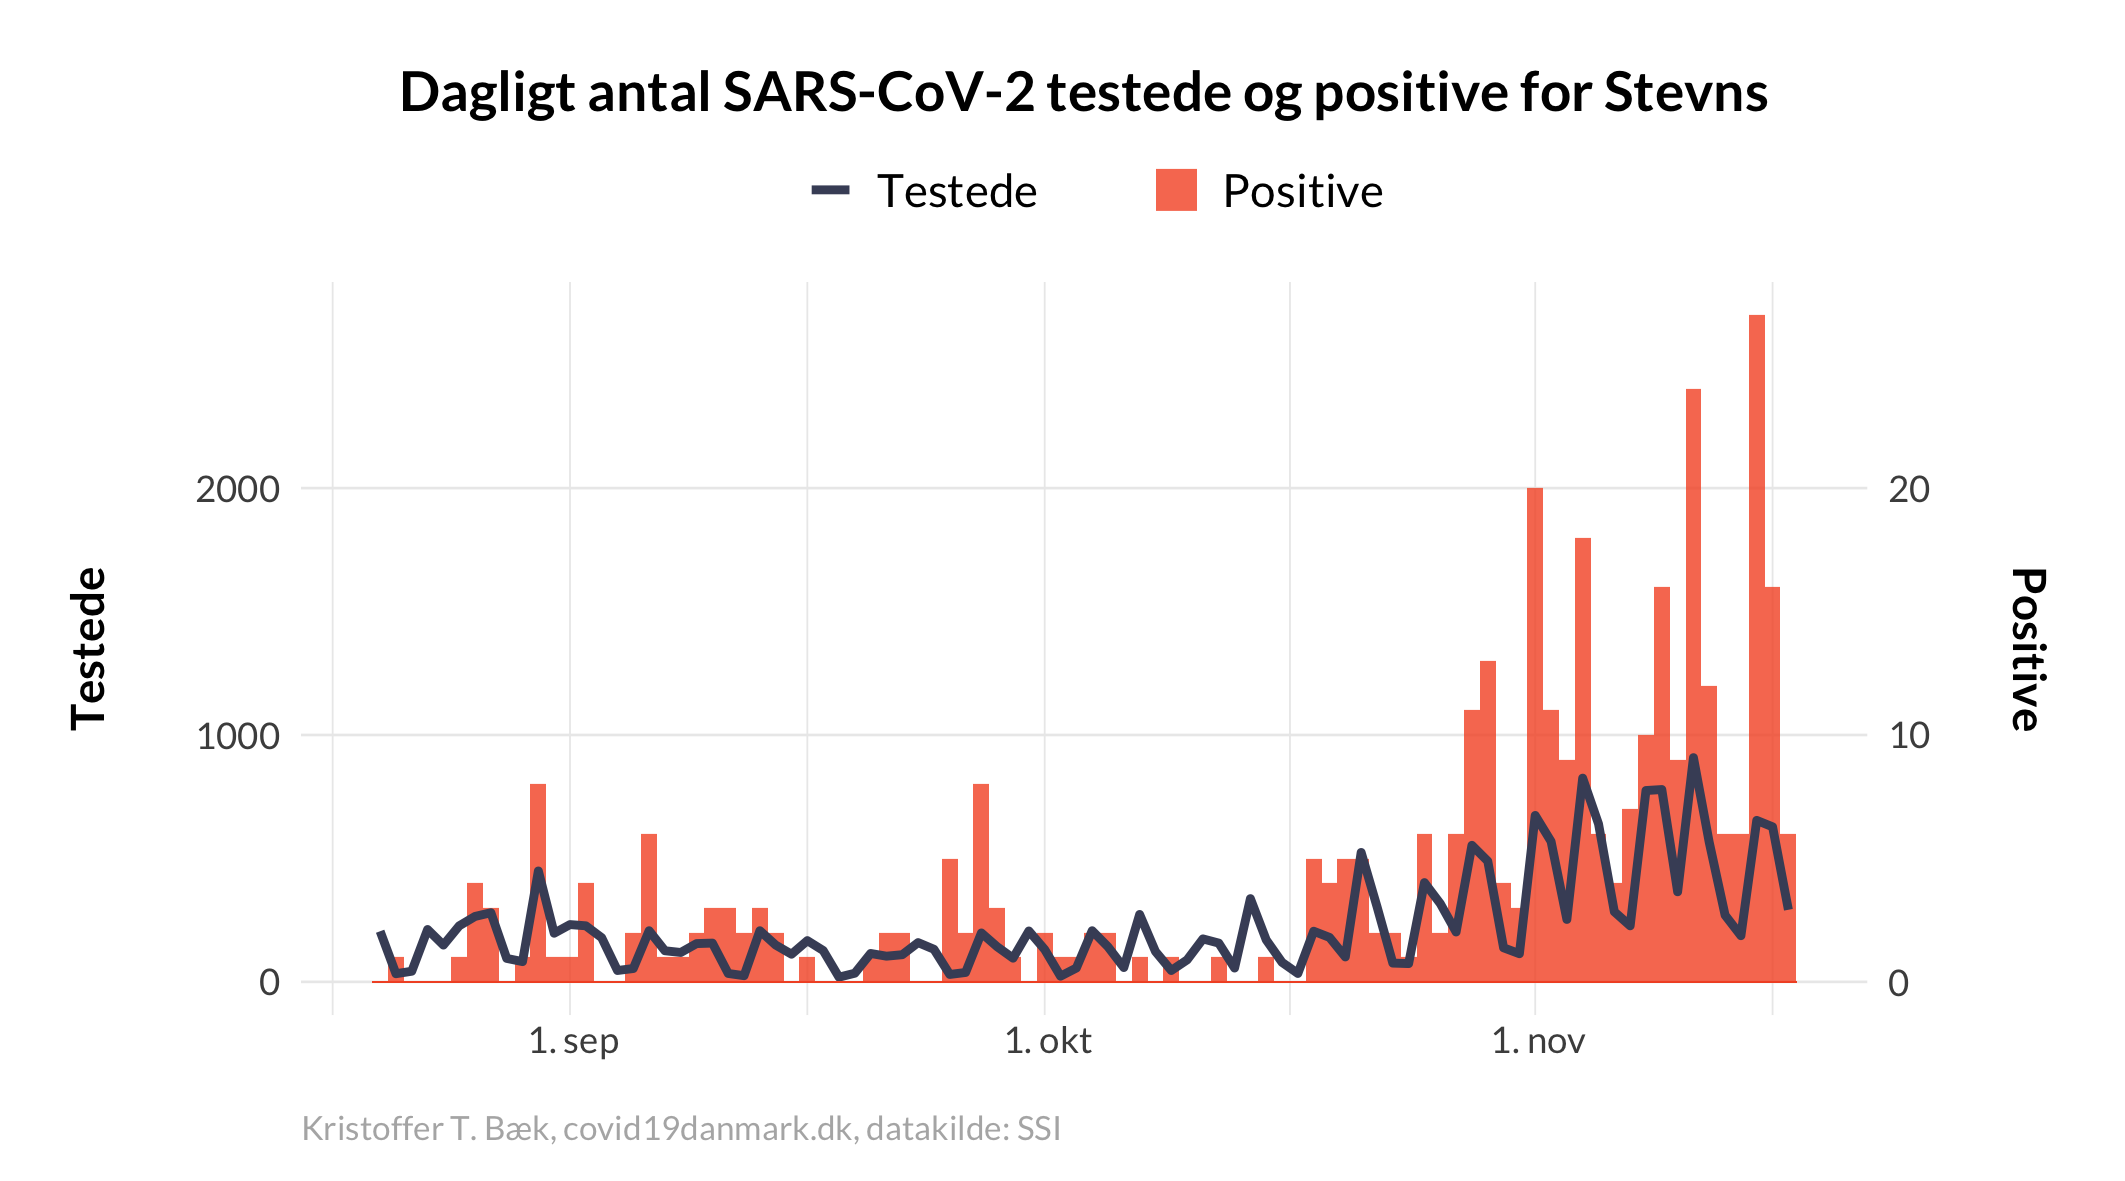 Dagligt antal SARS-CoV-2 testede og positive for Stevns
Testede
Positive
2000
1000
0
Testede
20
10
0
Positive
1. sep
1. okt
1. nov
Kristoffer T. Bæk, covid19danmark.dk, datakilde: SSI